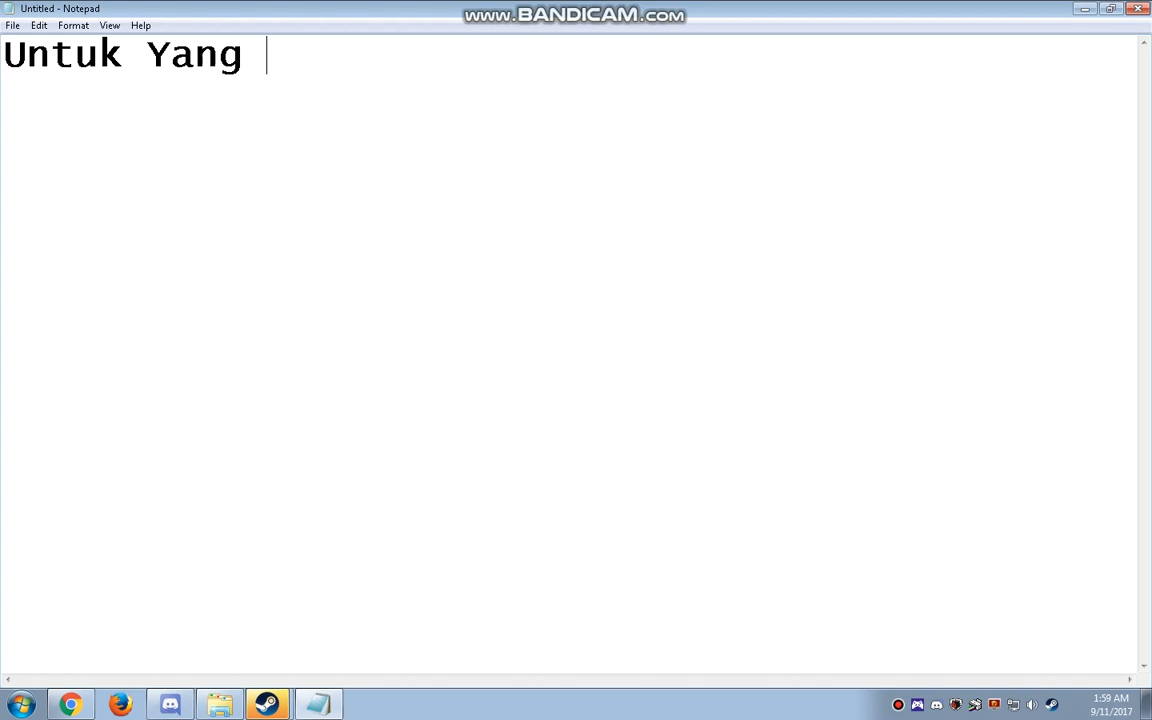 Untitled - Notepad
www.BANDICAM.com
File Edit Format View Help
Untuk Yang
1:59 AM
9/11/2017